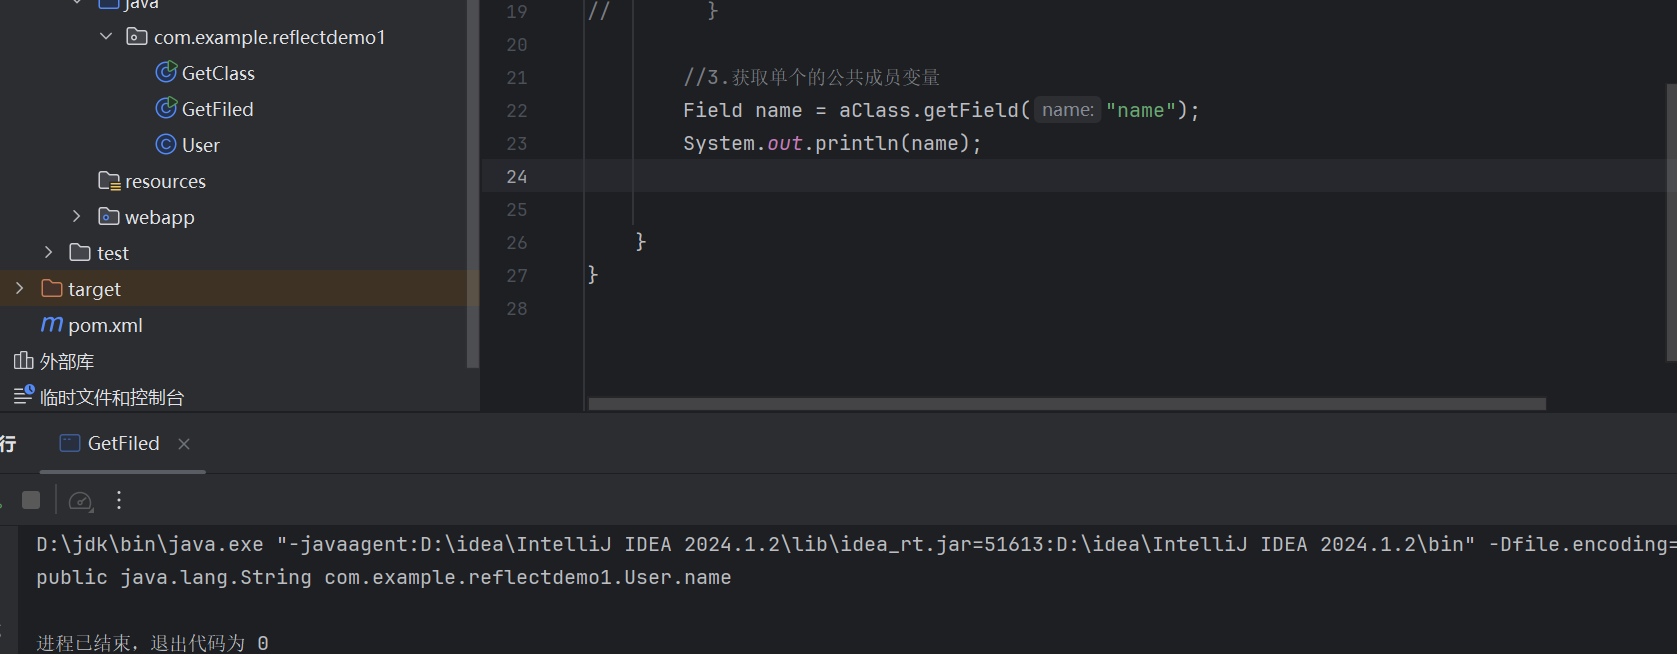 java
com.example.reflectdemo1
GetClass
GetFiled
User
resources
webapp
test
target
pom.xml
外部库
临时文件和控制台
19 // }
20
21 //3.获取单个的公共成员变量
22 Field name = aClass.getField( name: "name");
23 System.out.println(name);
24
25
26 }
27 }
28
行 GetFiled
D:\jdk\bin\java.exe "-javaagent:D:\idea\IntelliJ IDEA 2024.1.2\lib\idea_rt.jar=51613:D:\idea\IntelliJ IDEA 2024.1.2\bin" -Dfile.encoding=
public java.lang.String com.example.reflectdemo1.User.name
进程已结束，退出代码为 0